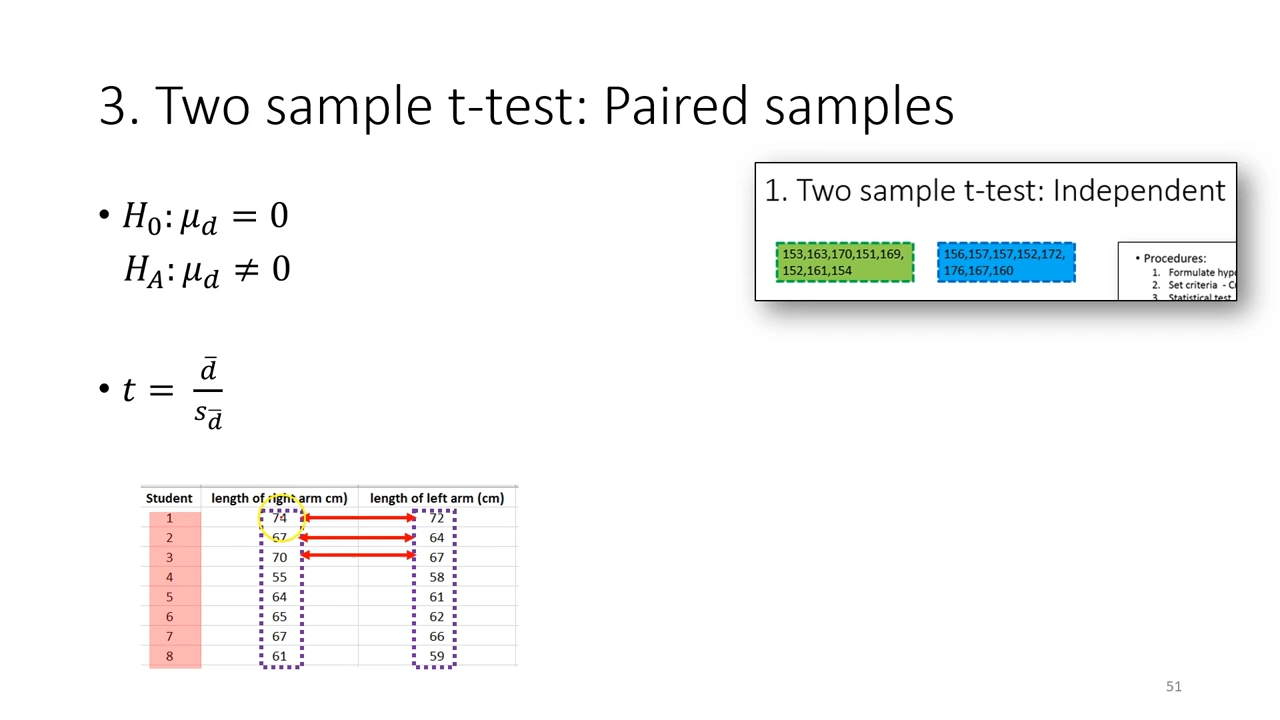 3. Two sample t-test: Paired samples
• H₀: μ_d = 0
H_A: μ_d ≠ 0
• t = d̄ / s_d̄
1. Two sample t-test: Independent
153,163,170,151,169,
152,161,154
156,157,157,152,172,
176,167,160
• Procedures:
1. Formulate hyp
2. Set criteria - C
3. Statistical test
Student length of right arm cm) length of left arm (cm)
1 74 72
2 67 64
3 70 67
4 55 58
5 64 61
6 65 62
7 67 66
8 61 59
51